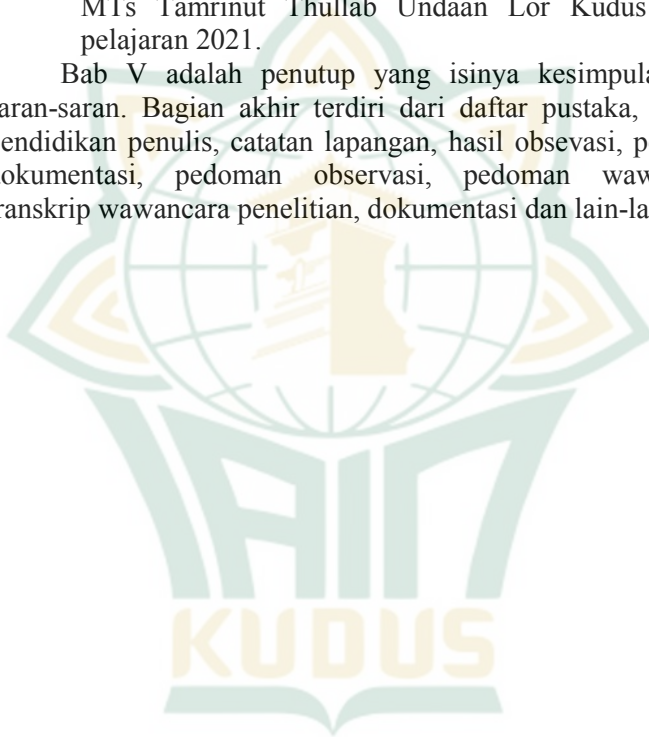 MTs Tamrinut Thullab Undaan Lor Kudus
pelajaran 2021.
Bab V adalah penutup yang isinya kesimpula
aran-saran. Bagian akhir terdiri dari daftar pustaka,
endidikan penulis, catatan lapangan, hasil obsevasi, pe
okumentasi, pedoman observasi, pedoman waw
ranskrip wawancara penelitian, dokumentasi dan lain-la
IAIN
KUDUS